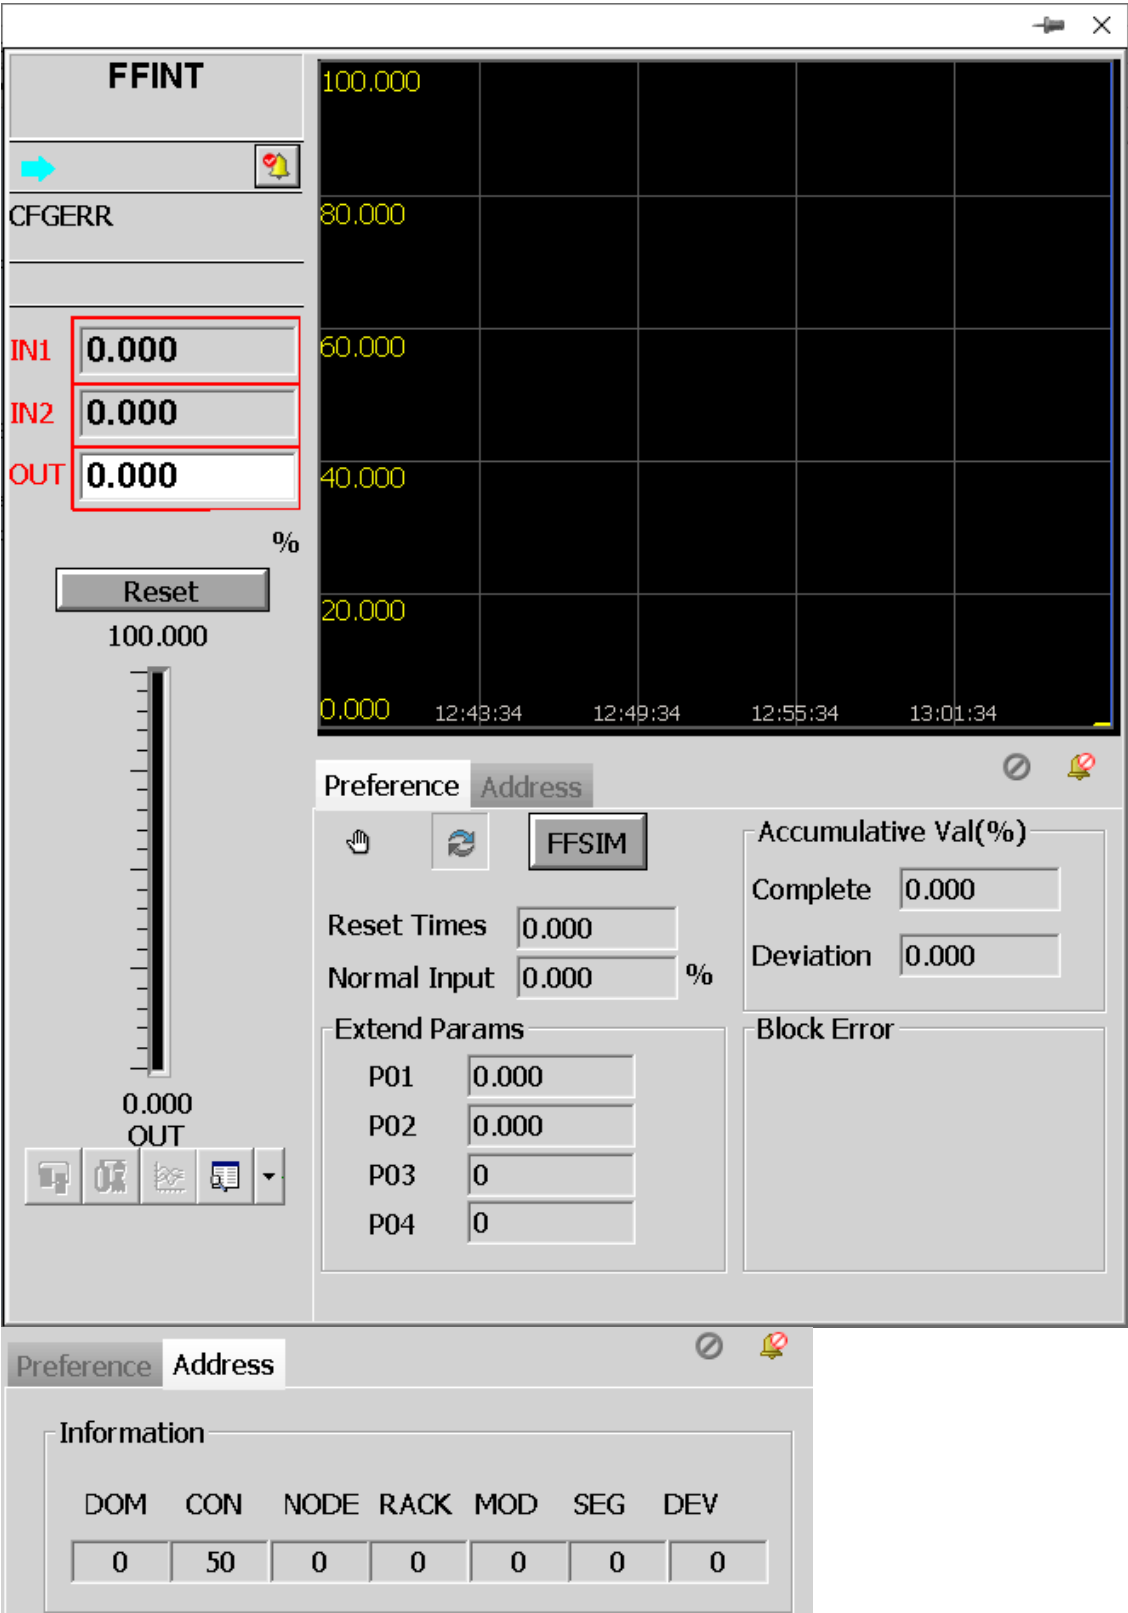 FFINT
CFGERR
IN1 0.000
IN2 0.000
OUT 0.000
%
Reset
100.000
0.000
OUT
100.000
80.000
60.000
40.000
20.000
0.000 12:43:34 12:49:34 12:55:34 13:01:34
Preference Address
FFSIM
Reset Times 0.000
Normal Input 0.000 %
Accumulative Val(%)
Complete 0.000
Deviation 0.000
Extend Params
P01 0.000
P02 0.000
P03 0
P04 0
Block Error
Preference Address
Information
DOM CON NODE RACK MOD SEG DEV
0 50 0 0 0 0 0